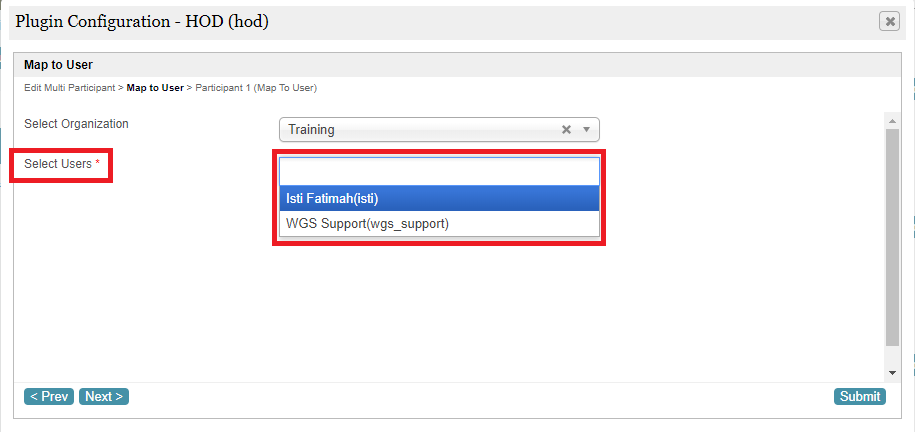 Plugin Configuration - HOD (hod)
Map to User
Edit Multi Participant > Map to User > Participant 1 (Map To User)
Select Organization
Training
Select Users *
Isti Fatimah(isti)
WGS Support(wgs_support)
< Prev
Next >
Submit